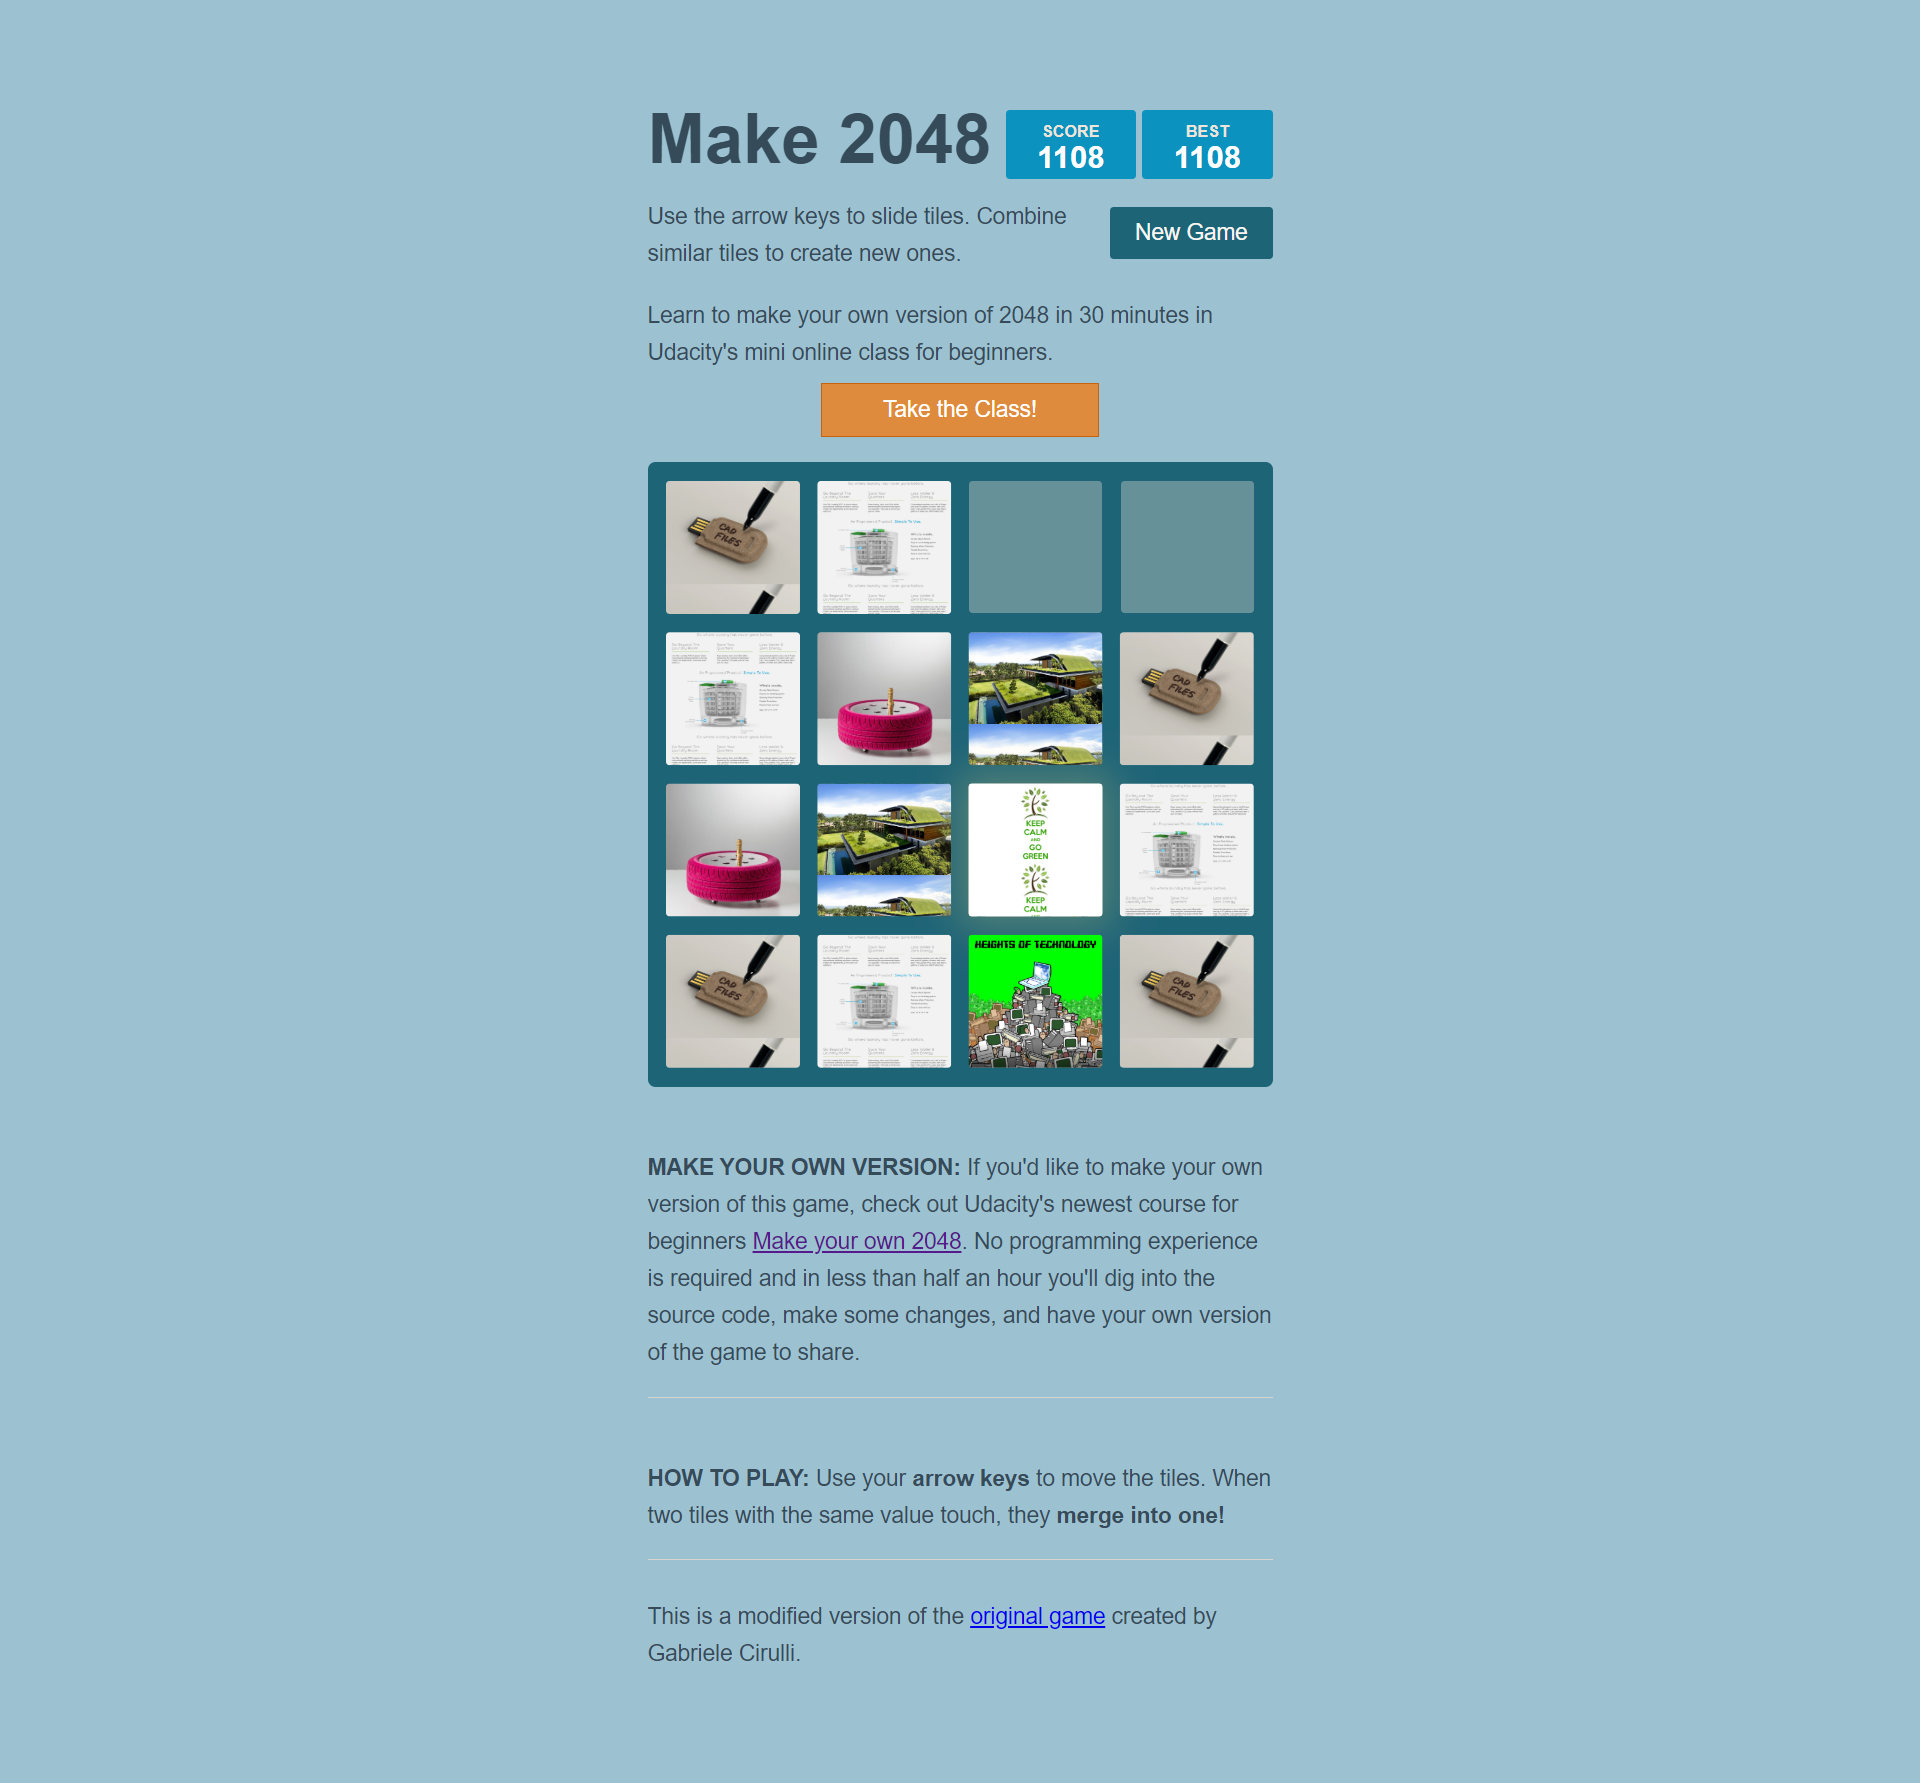 Make 2048
SCORE
1108
BEST
1108
Use the arrow keys to slide tiles. Combine
similar tiles to create new ones.
New Game
Learn to make your own version of 2048 in 30 minutes in
Udacity's mini online class for beginners.
Take the Class!
CAD
FILES
CAD
FILES
KEEP
CALM
AND
GO
GREEN
KEEP
CALM
CAD
FILES
HEIGHTS OF TECHNOLOGY
CAD
FILES
MAKE YOUR OWN VERSION: If you'd like to make your own
version of this game, check out Udacity's newest course for
beginners Make your own 2048. No programming experience
is required and in less than half an hour you'll dig into the
source code, make some changes, and have your own version
of the game to share.
HOW TO PLAY: Use your arrow keys to move the tiles. When
two tiles with the same value touch, they merge into one!
This is a modified version of the original game created by
Gabriele Cirulli.